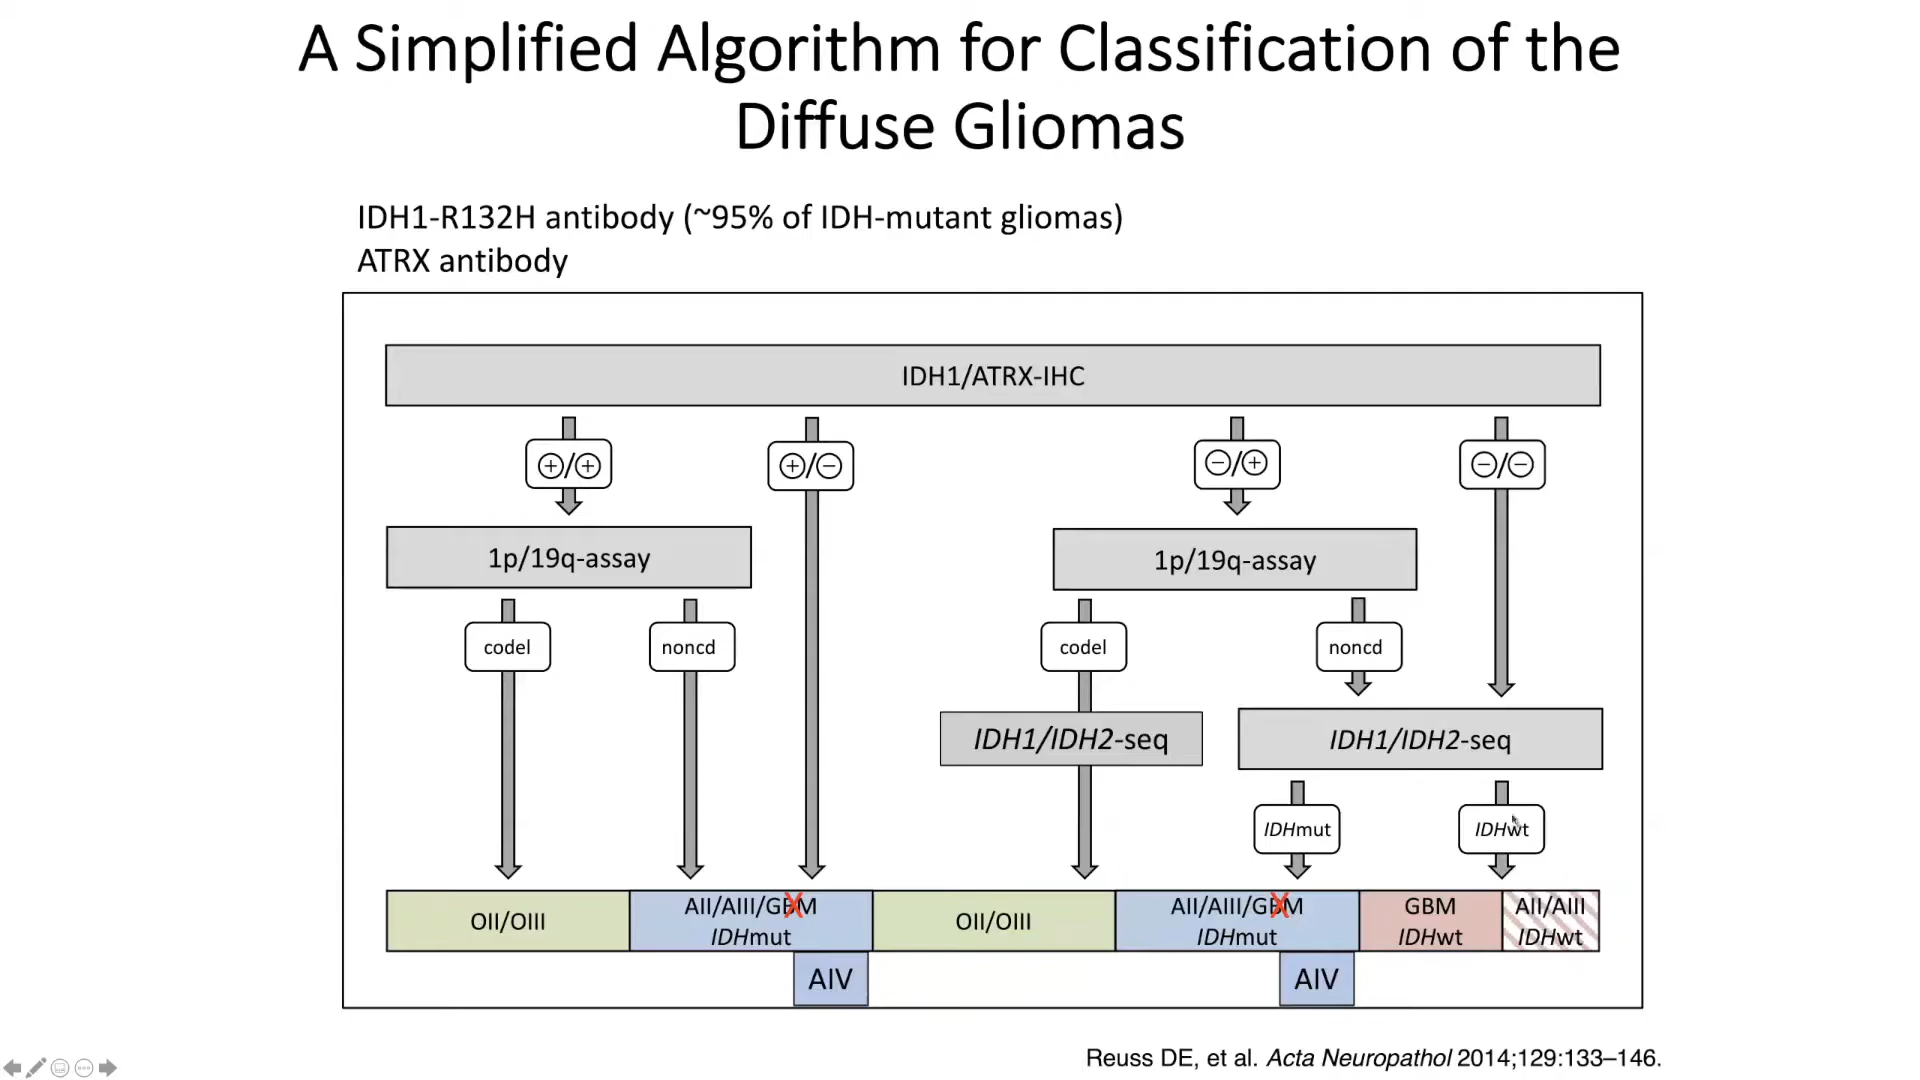 A Simplified Algorithm for Classification of the
Diffuse Gliomas
IDH1-R132H antibody (~95% of IDH-mutant gliomas)
ATRX antibody
IDH1/ATRX-IHC
+/+
+/−
−/+
−/−
1p/19q-assay
1p/19q-assay
codel
noncd
codel
noncd
IDH1/IDH2-seq
IDH1/IDH2-seq
IDHmut
IDHwt
OII/OIII
AII/AIII/GBM
IDHmut
OII/OIII
AII/AIII/GBM
IDHmut
GBM
IDHwt
AII/AIII
IDHwt
X
X
AIV
AIV
Reuss DE, et al. Acta Neuropathol 2014;129:133–146.